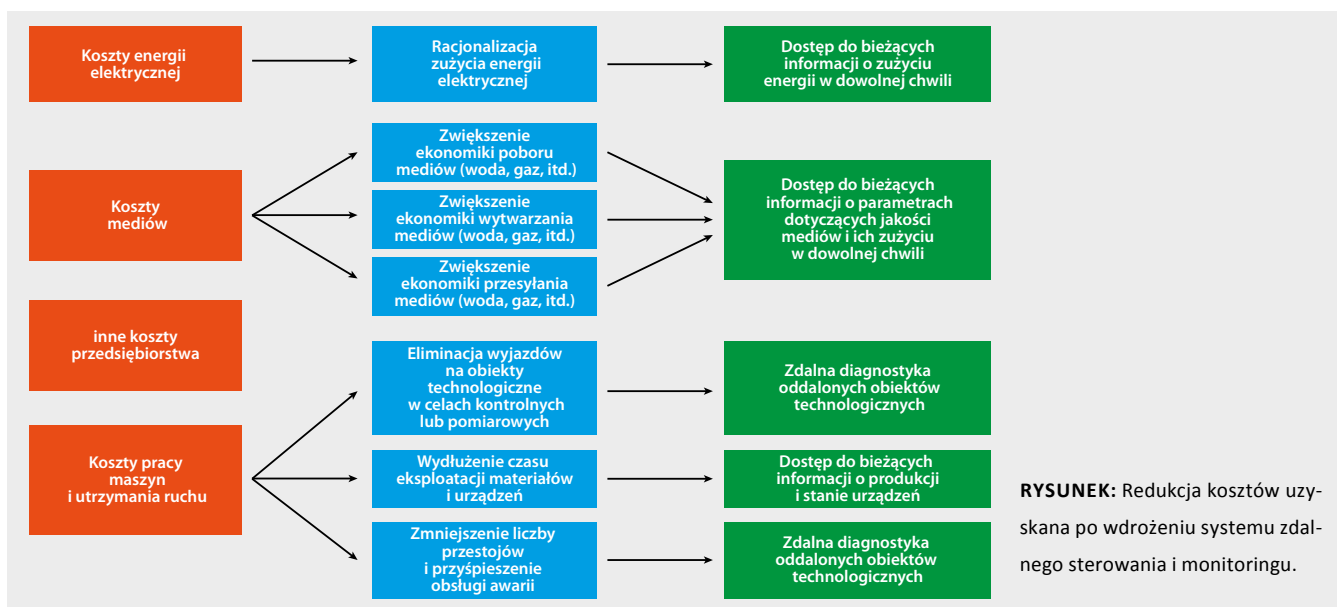 Koszty energii
elektrycznej
Racjonalizacja
zużycia energii
elektrycznej
Dostęp do bieżących
informacji o zużyciu
energii w dowolnej chwili
Koszty
mediów
Zwiększenie
ekonomiki poboru
mediów (woda, gaz, itd.)
Zwiększenie
ekonomiki wytwarzania
mediów (woda, gaz, itd.)
Zwiększenie
ekonomiki przesyłania
mediów (woda, gaz, itd.)
Dostęp do bieżących
informacji o parametrach
dotyczących jakości
mediów i ich zużyciu
w dowolnej chwili
inne koszty
przedsiębiorstwa
Koszty pracy
maszyn
i utrzymania ruchu
Eliminacja wyjazdów
na obiekty
technologiczne
w celach kontrolnych
lub pomiarowych
Zdalna diagnostyka
oddalonych obiektów
technologicznych
Wydłużenie czasu
eksploatacji materiałów
i urządzeń
Dostęp do bieżących
informacji o produkcji
i stanie urządzeń
Zmniejszenie liczby
przestojów
i przyśpieszenie
obsługi awarii
Zdalna diagnostyka
oddalonych obiektów
technologicznych
RYSUNEK: Redukcja kosztów uzy-
skana po wdrożeniu systemu zdal-
nego sterowania i monitoringu.